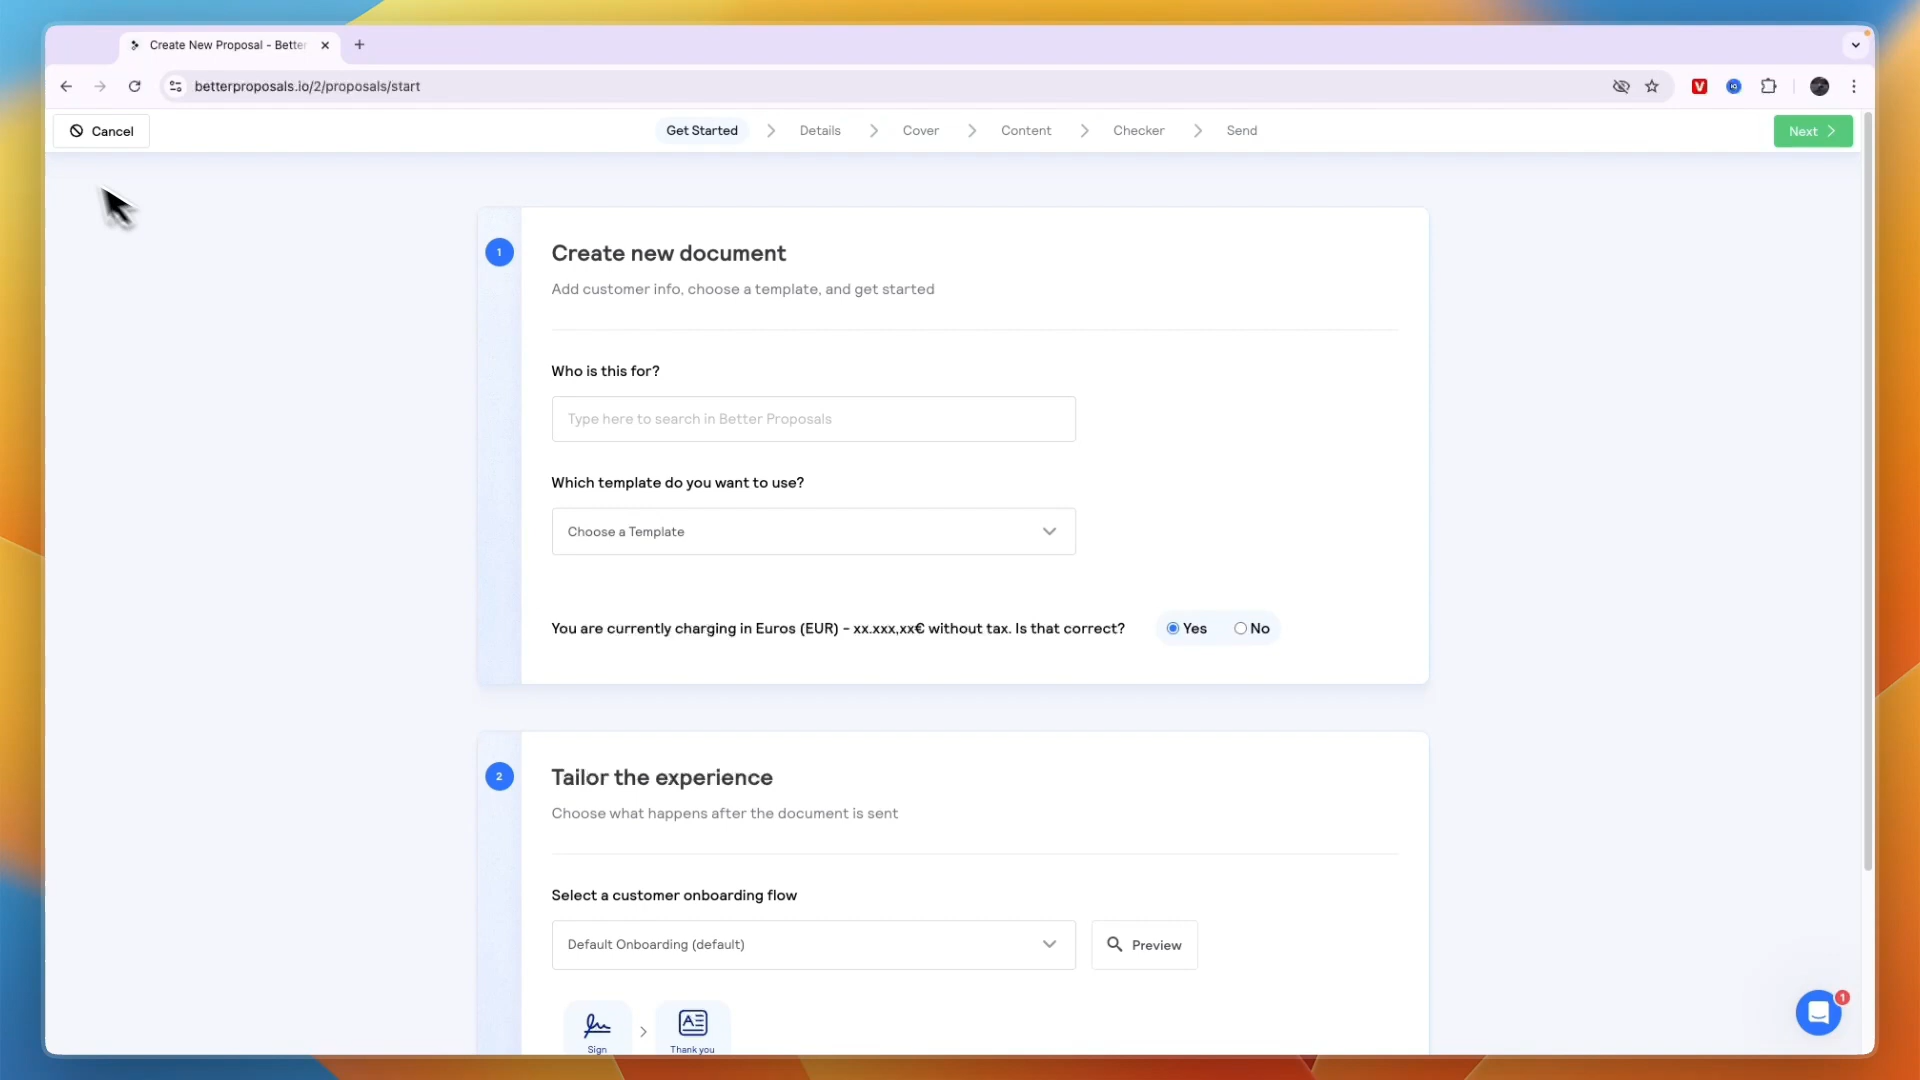 Create New Proposal - Better
betterproposals.io/2/proposals/start
Cancel
Get Started
Details
Cover
Content
Checker
Send
Next
1
Create new document
Add customer info, choose a template, and get started
Who is this for?
Type here to search in Better Proposals
Which template do you want to use?
Choose a Template
You are currently charging in Euros (EUR) - xx.xxx,xx€ without tax. Is that correct?
Yes
No
2
Tailor the experience
Choose what happens after the document is sent
Select a customer onboarding flow
Default Onboarding (default)
Preview
Sign
Thank you
1